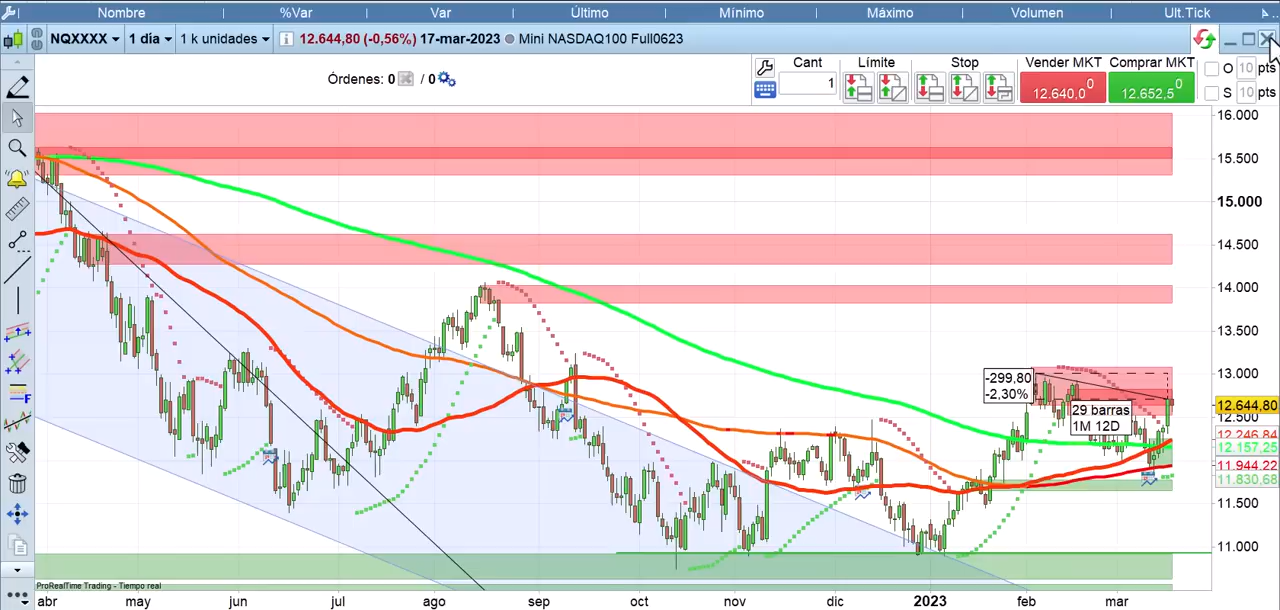 Nombre %Var Var Último Mínimo Máximo Volumen Ult.Tick
NQXXXX 1 día 1 k unidades 12.644,80 (-0,56%) 17-mar-2023 Mini NASDAQ100 Full0623
Órdenes: 0 / 0
Cant Límite Stop Vender MKT Comprar MKT O 10 pts
1 12.640,0 0 12.652,5 0 S 10 pts
16.000
15.500
15.000
14.500
14.000
13.500
13.000
12.644,80
12.500
12.246,84
12.157,25
11.944,22
11.830,68
11.500
11.000
-299,80
-2,30%
29 barras
1M 12D
ProRealTime Trading - Tiempo real
abr may jun jul ago sep oct nov dic 2023 feb mar